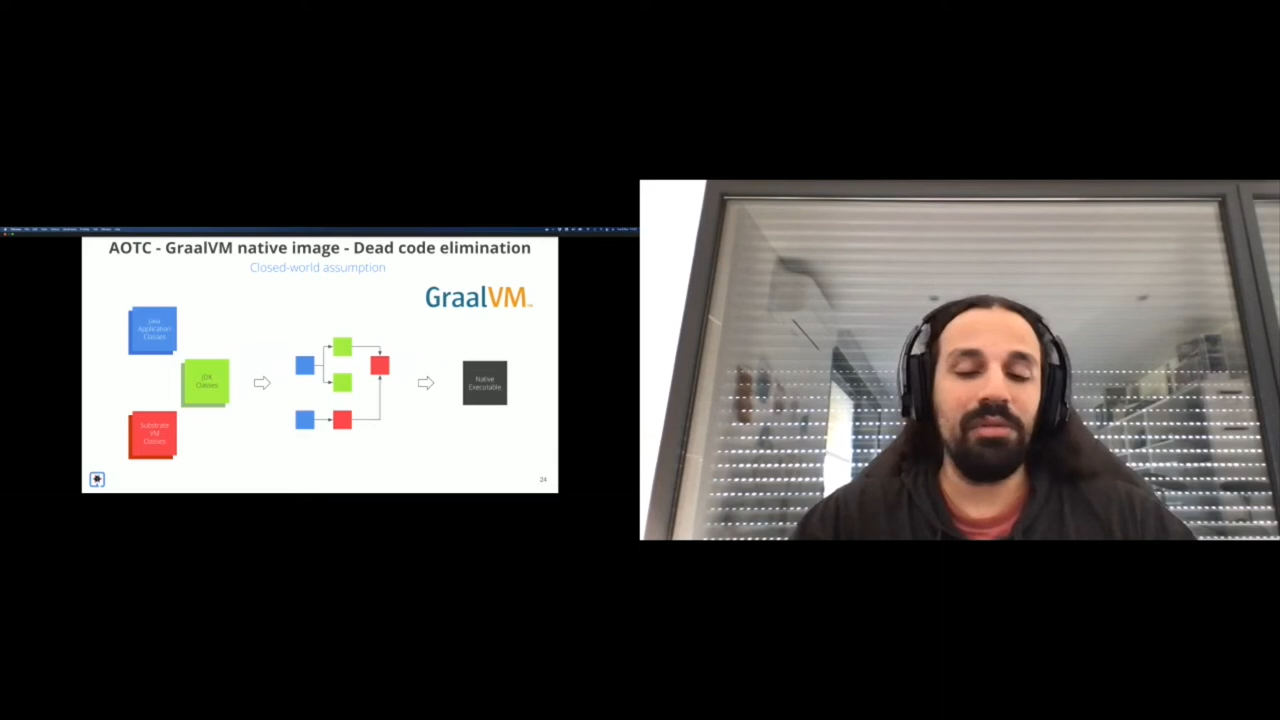 AOTC - GraalVM native image - Dead code elimination
Closed-world assumption
GraalVM
Java
Application
Classes
JDK
Classes
Substrate
VM
Classes
Native
Executable
24